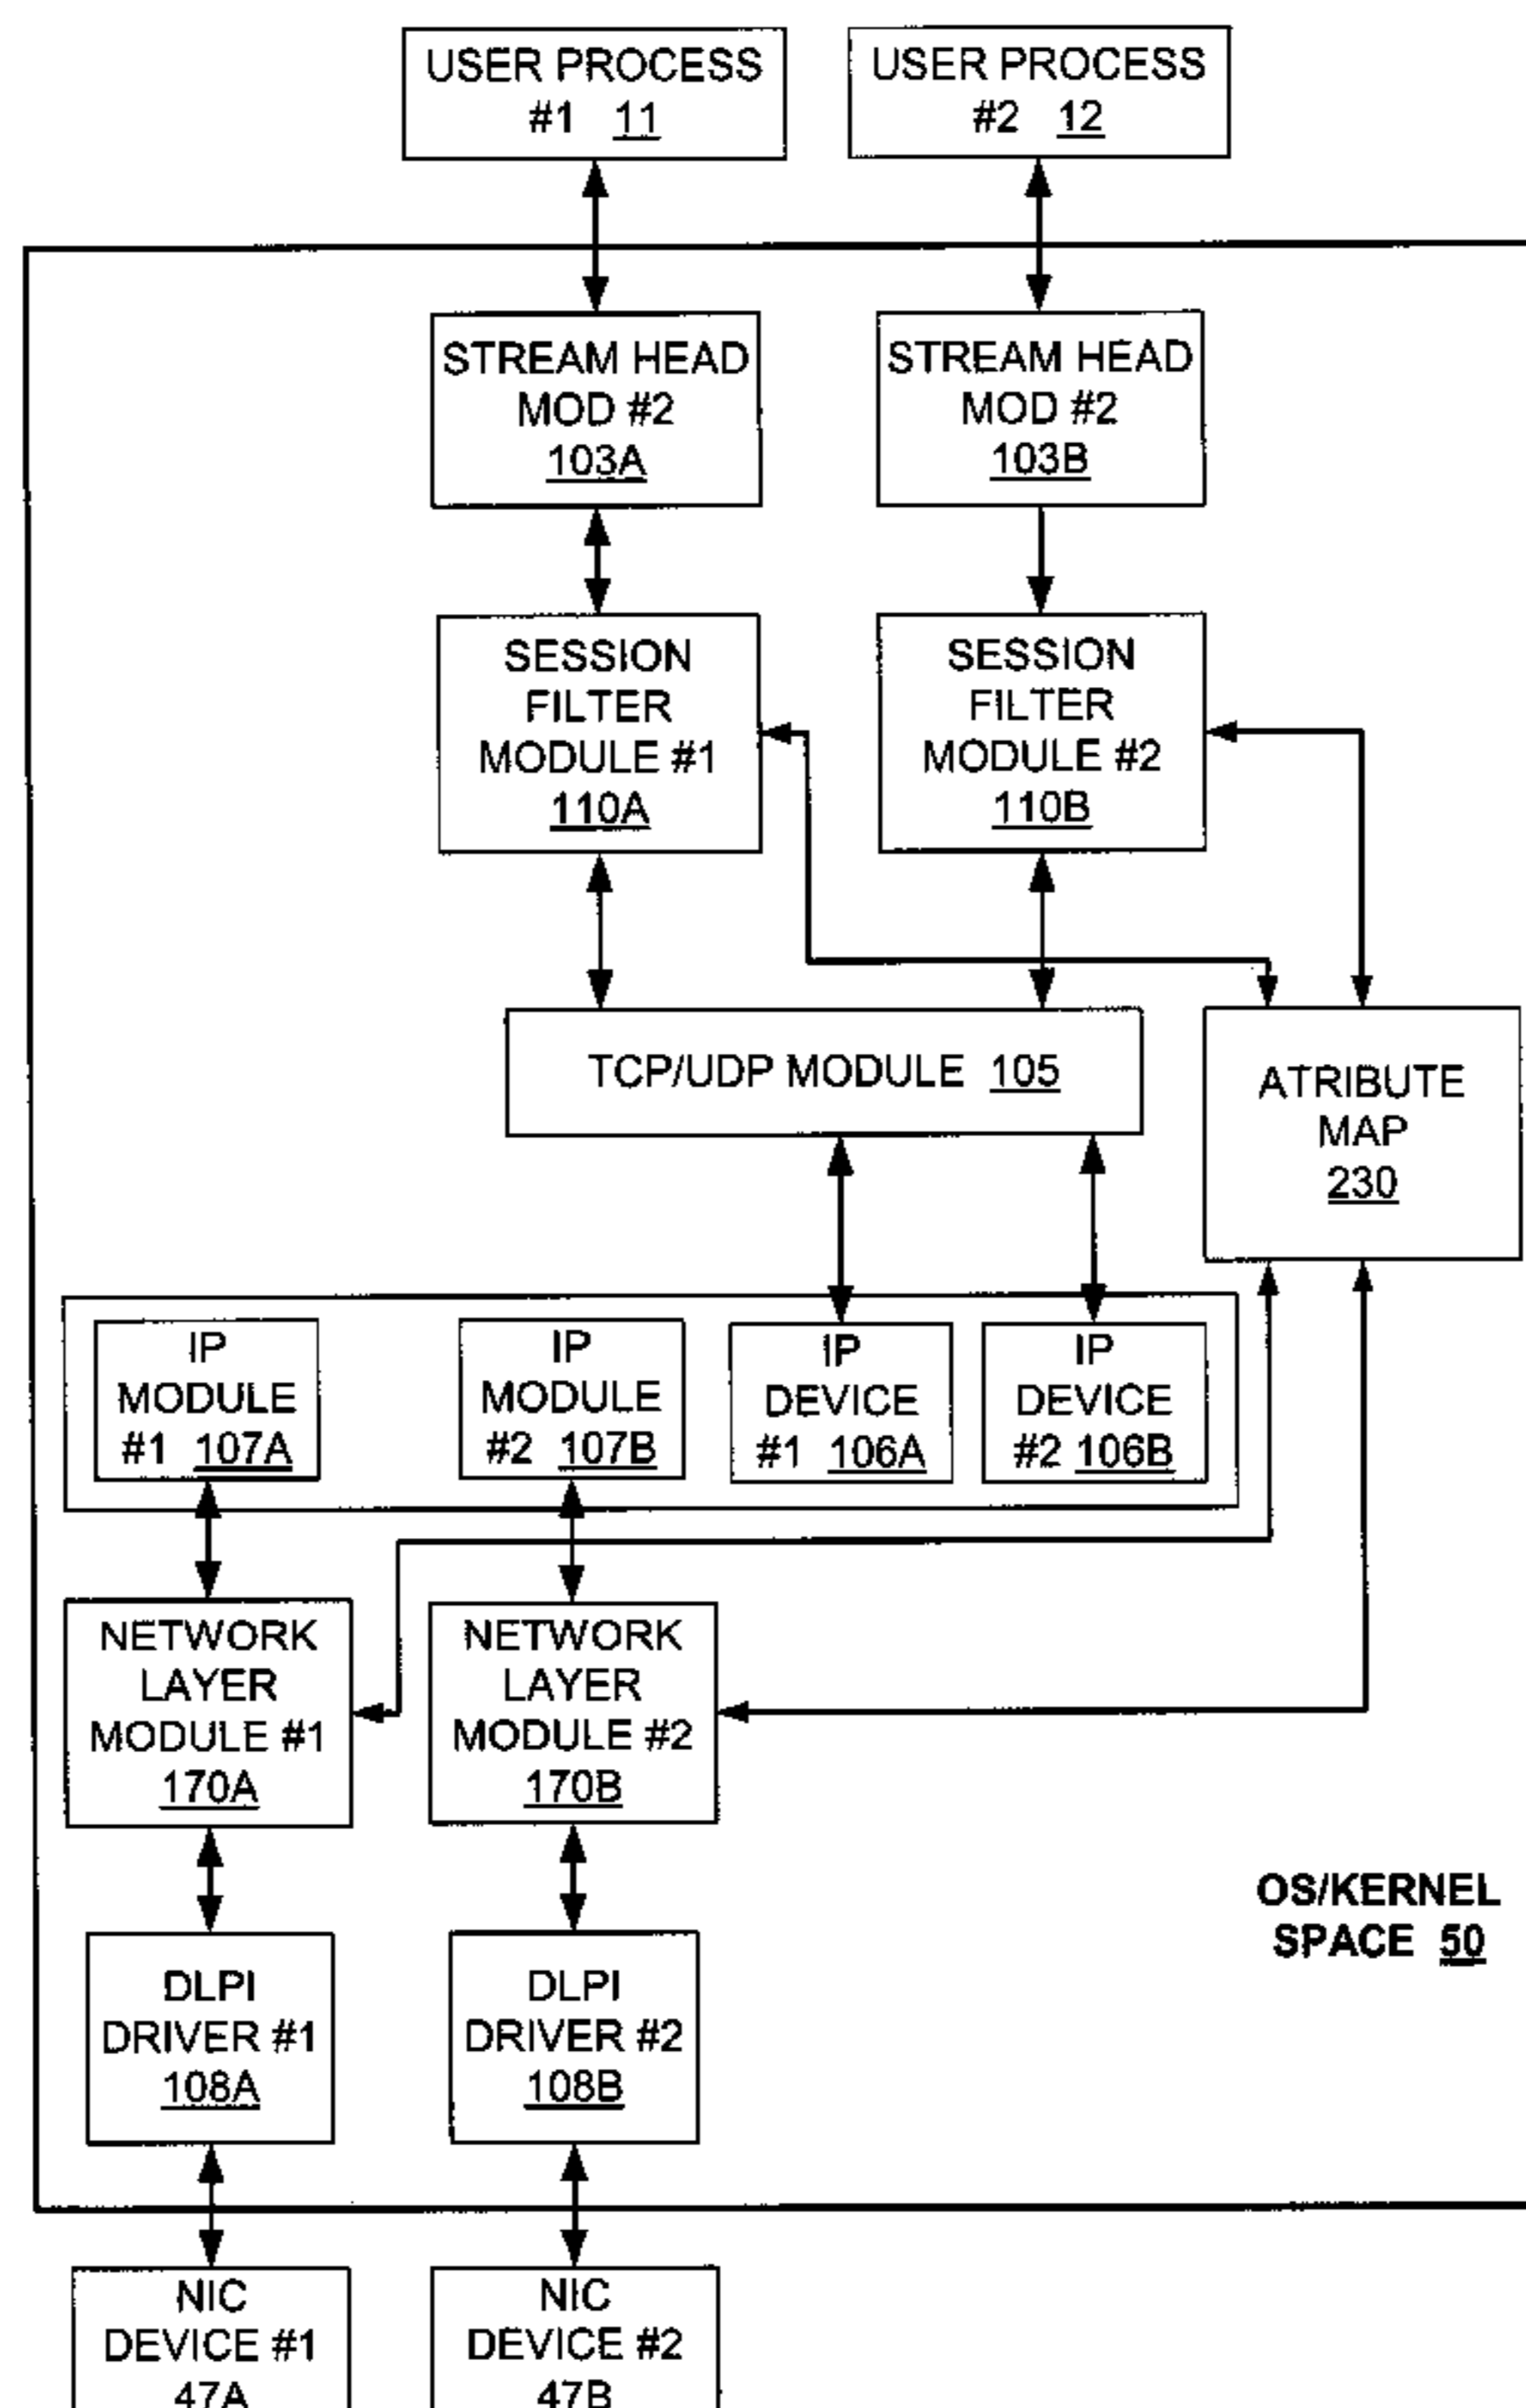 USER PROCESS
#1 11
USER PROCESS
#2 12
STREAM HEAD
MOD #2
103A
STREAM HEAD
MOD #2
103B
SESSION
FILTER
MODULE #1
110A
SESSION
FILTER
MODULE #2
110B
TCP/UDP MODULE 105
ATRIBUTE
MAP
230
IP
MODULE
#1 107A
IP
MODULE
#2 107B
IP
DEVICE
#1 106A
IP
DEVICE
#2 106B
NETWORK
LAYER
MODULE #1
170A
NETWORK
LAYER
MODULE #2
170B
OS/KERNEL
SPACE 50
DLPI
DRIVER #1
108A
DLPI
DRIVER #2
108B
NIC
DEVICE #1
47A
NIC
DEVICE #2
47B